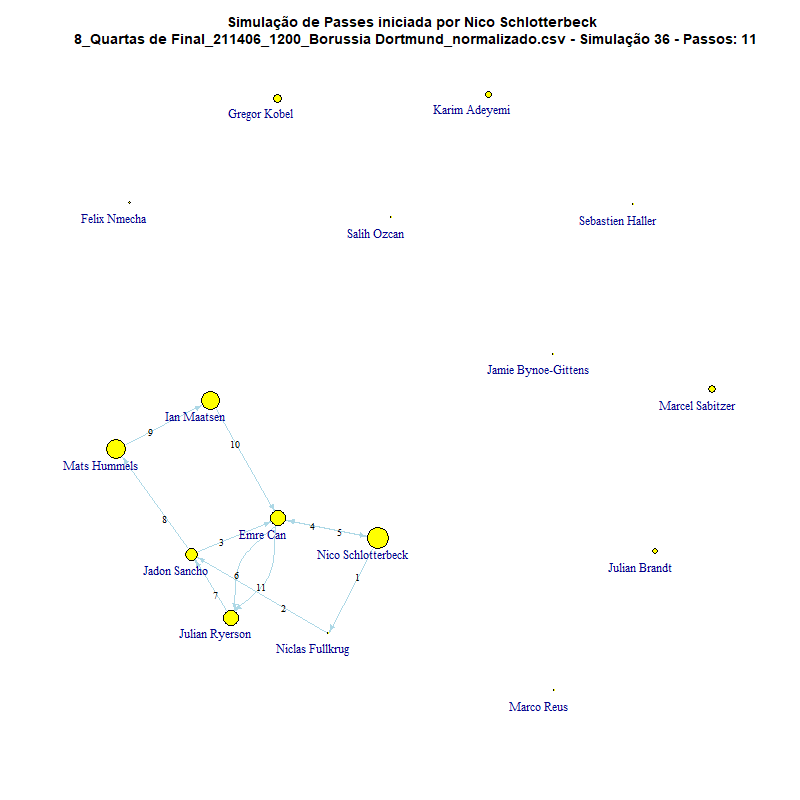 Simulação de Passes iniciada por Nico Schlotterbeck
8_Quartas de Final_211406_1200_Borussia Dortmund_normalizado.csv - Simulação 36 - Passos: 11
Gregor Kobel
Karim Adeyemi
Felix Nmecha
Salih Ozcan
Sebastien Haller
Jamie Bynoe-Gittens
Marcel Sabitzer
Ian Maatsen
9
10
Mats Hummels
8
3
Emre Can
4
5
Nico Schlotterbeck
Jadon Sancho
6
11
1
7
2
Julian Ryerson
Niclas Fullkrug
Julian Brandt
Marco Reus